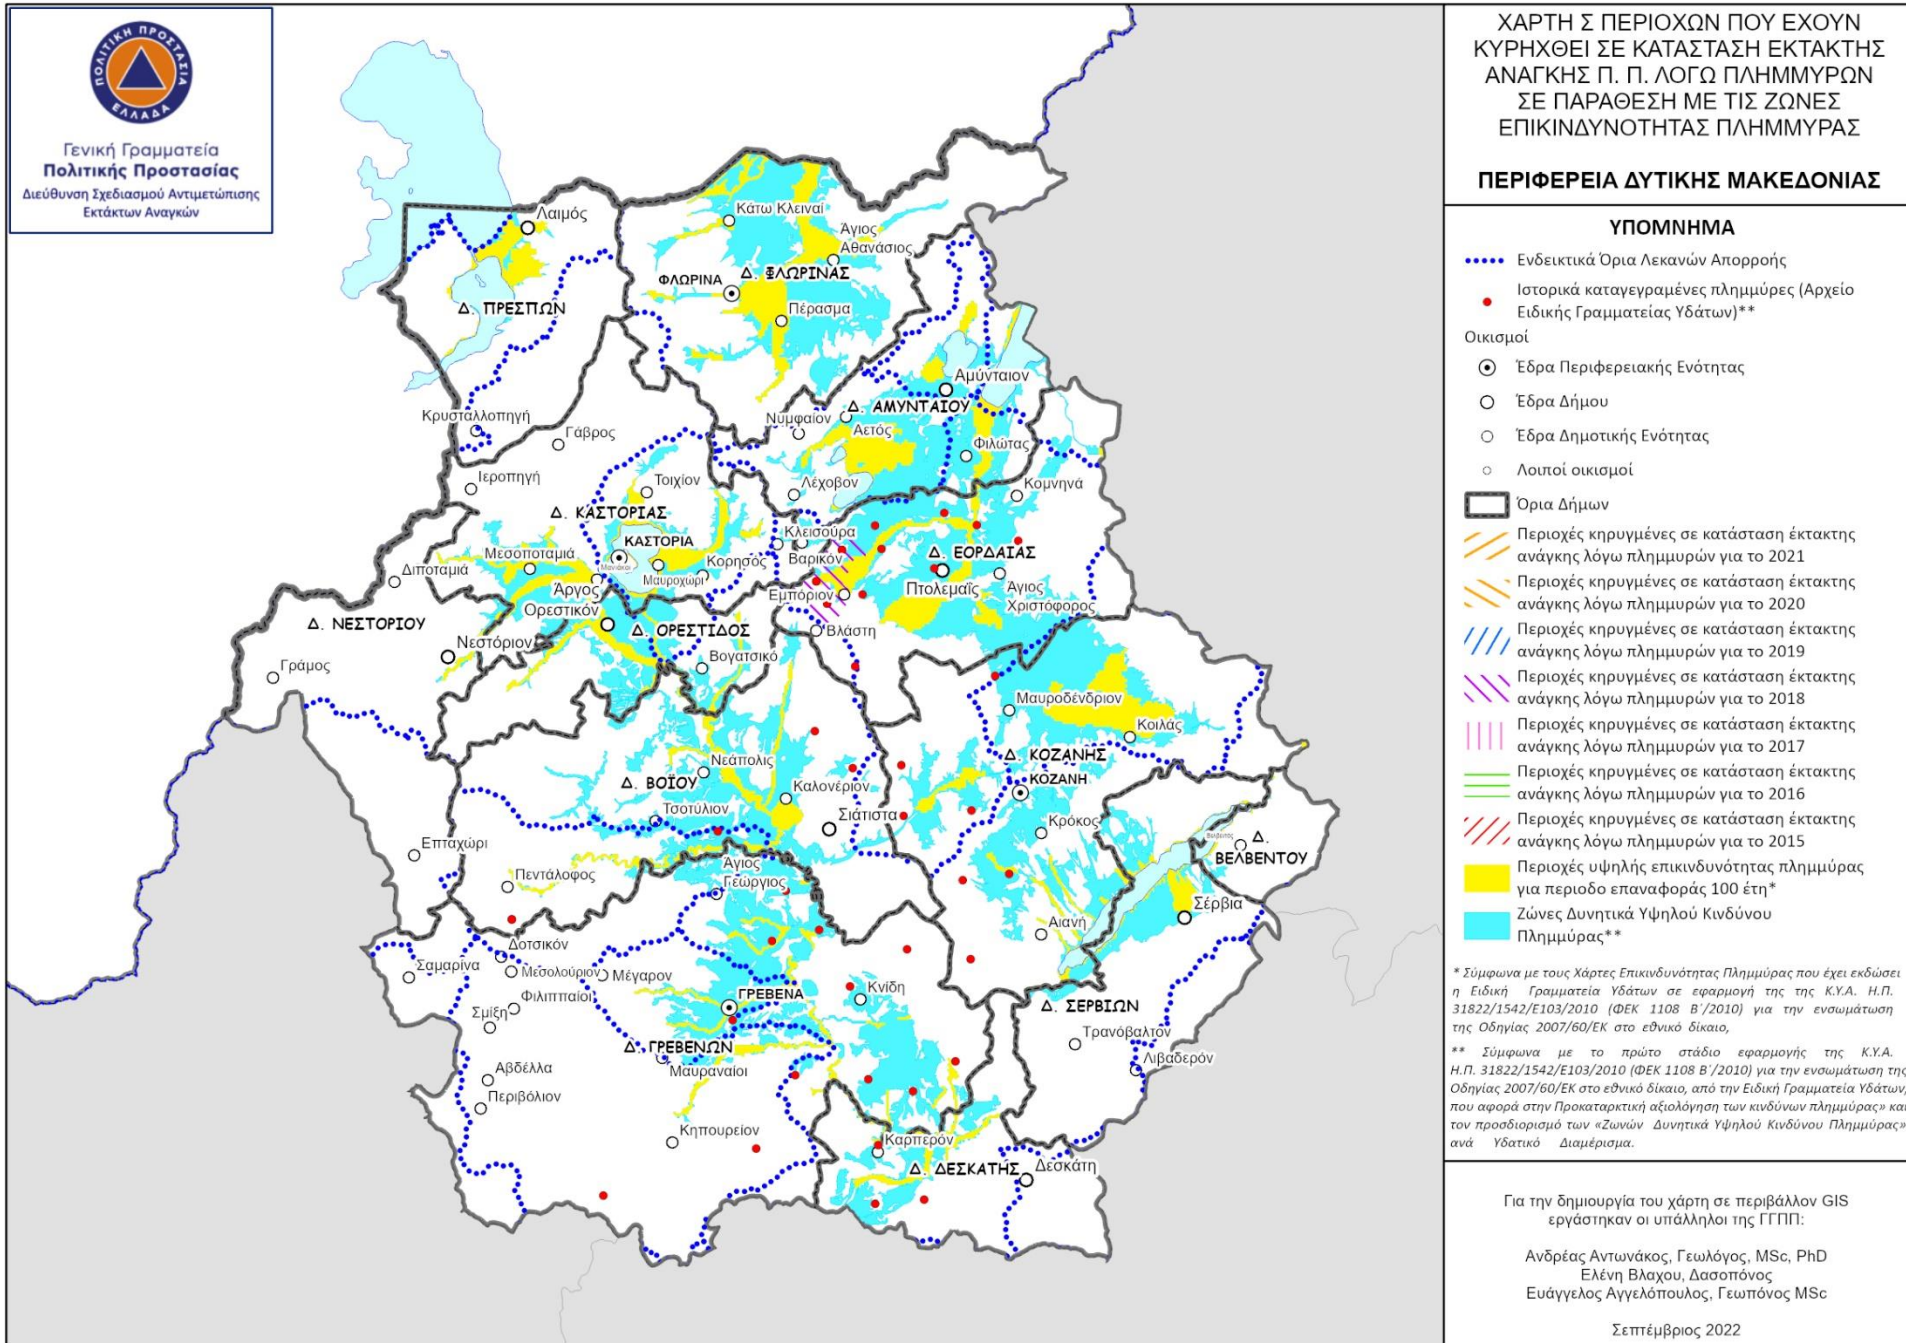 ΠΟΛΙΤΙΚΗ ΠΡΟΣΤΑΣΙΑ
ΕΛΛΑΔΑ
Γενική Γραμματεία
Πολιτικής Προστασίας
Διεύθυνση Σχεδιασμού Αντιμετώπισης
Εκτάκτων Αναγκών
Λαιμός
Κάτω Κλειναί
Άγιος
Αθανάσιος
ΦΛΩΡΙΝΑ
Δ. ΦΛΩΡΙΝΑΣ
Δ. ΠΡΕΣΠΩΝ
Πέρασμα
Αμύνταιον
Δ. ΑΜΥΝΤΑΙΟΥ
Κρυσταλλοπηγή
Νυμφαίον
Αετός
Γάβρος
Φιλώτας
Ιεροπηγή
Τοιχίον
Λέχοβον
Κομνηνά
Δ. ΚΑΣΤΟΡΙΑΣ
Κλεισούρα
ΚΑΣΤΟΡΙΑ
Μεσοποταμιά
Μανιάκοι
Βαρικόν
Δ. ΕΟΡΔΑΙΑΣ
Διποταμιά
Μαυροχώρι
Κορησός
Άργος
Ορεστικόν
Εμπόριον
Πτολεμαΐς
Άγιος
Χριστόφορος
Δ. ΝΕΣΤΟΡΙΟΥ
Δ. ΟΡΕΣΤΙΔΟΣ
Βλάστη
Νεστόριον
Γράμος
Βογατσικό
Μαυροδένδριον
Κοιλάς
Δ. ΚΟΖΑΝΗΣ
Νεάπολις
Δ. ΒΟΪΟΥ
ΚΟΖΑΝΗ
Καλονέριον
Τσοτύλιον
Σιάτιστα
Κρόκος
Βελβεντός
Δ.
ΒΕΛΒΕΝΤΟΥ
Επταχώρι
Άγιος
Γεώργιος
Πεντάλοφος
Σέρβια
Αιανή
Δοτσικόν
Σαμαρίνα
Μεσολούριον
Μέγαρον
ΓΡΕΒΕΝΑ
Κνίδη
Φιλιππαίοι
Σμίξη
Δ. ΣΕΡΒΙΩΝ
Δ. ΓΡΕΒΕΝΩΝ
Τρανόβαλτον
Λιβαδερόν
Μαυραναίοι
Αβδέλλα
Περιβόλιον
Κηπουρείον
Καρπερόν
Δ. ΔΕΣΚΑΤΗΣ
Δεσκάτη
ΧΑΡΤΗ Σ ΠΕΡΙΟΧΩΝ ΠΟΥ ΕΧΟΥΝ
ΚΥΡΗΧΘΕΙ ΣΕ ΚΑΤΑΣΤΑΣΗ ΕΚΤΑΚΤΗΣ
ΑΝΑΓΚΗΣ Π. Π. ΛΟΓΩ ΠΛΗΜΜΥΡΩΝ
ΣΕ ΠΑΡΑΘΕΣΗ ΜΕ ΤΙΣ ΖΩΝΕΣ
ΕΠΙΚΙΝΔΥΝΟΤΗΤΑΣ ΠΛΗΜΜΥΡΑΣ
ΠΕΡΙΦΕΡΕΙΑ ΔΥΤΙΚΗΣ ΜΑΚΕΔΟΝΙΑΣ
ΥΠΟΜΝΗΜΑ
Ενδεικτικά Όρια Λεκανών Απορροής
Ιστορικά καταγεγραμένες πλημμύρες (Αρχείο
Ειδικής Γραμματείας Υδάτων)**
Οικισμοί
Έδρα Περιφερειακής Ενότητας
Έδρα Δήμου
Έδρα Δημοτικής Ενότητας
Λοιποί οικισμοί
Όρια Δήμων
Περιοχές κηρυγμένες σε κατάσταση έκτακτης
ανάγκης λόγω πλημμυρών για το 2021
Περιοχές κηρυγμένες σε κατάσταση έκτακτης
ανάγκης λόγω πλημμυρών για το 2020
Περιοχές κηρυγμένες σε κατάσταση έκτακτης
ανάγκης λόγω πλημμυρών για το 2019
Περιοχές κηρυγμένες σε κατάσταση έκτακτης
ανάγκης λόγω πλημμυρών για το 2018
Περιοχές κηρυγμένες σε κατάσταση έκτακτης
ανάγκης λόγω πλημμυρών για το 2017
Περιοχές κηρυγμένες σε κατάσταση έκτακτης
ανάγκης λόγω πλημμυρών για το 2016
Περιοχές κηρυγμένες σε κατάσταση έκτακτης
ανάγκης λόγω πλημμυρών για το 2015
Περιοχές υψηλής επικινδυνότητας πλημμύρας
για περιοδο επαναφοράς 100 έτη*
Ζώνες Δυνητικά Υψηλού Κινδύνου
Πλημμύρας**
* Σύμφωνα με τους Χάρτες Επικινδυνότητας Πλημμύρας που έχει εκδώσει
η Ειδική Γραμματεία Υδάτων σε εφαρμογή της της Κ.Υ.Α. Η.Π.
31822/1542/Ε103/2010 (ΦΕΚ 1108 Β΄/2010) για την ενσωμάτωση
της Οδηγίας 2007/60/ΕΚ στο εθνικό δίκαιο,
** Σύμφωνα με το πρώτο στάδιο εφαρμογής της Κ.Υ.Α.
Η.Π. 31822/1542/Ε103/2010 (ΦΕΚ 1108 Β΄/2010) για την ενσωμάτωση της
Οδηγίας 2007/60/ΕΚ στο εθνικό δίκαιο, από την Ειδική Γραμματεία Υδάτων,
που αφορά στην Προκαταρκτική αξιολόγηση των κινδύνων πλημμύρας» και
τον προσδιορισμό των «Ζωνών Δυνητικά Υψηλού Κινδύνου Πλημμύρας»
ανά Υδατικό Διαμέρισμα.
Για την δημιουργία του χάρτη σε περιβάλλον GIS
εργάστηκαν οι υπάλληλοι της ΓΓΠΠ:
Ανδρέας Αντωνάκος, Γεωλόγος, MSc, PhD
Ελένη Βλαχου, Δασοπόνος
Ευάγγελος Αγγελόπουλος, Γεωπόνος MSc
Σεπτέμβριος 2022